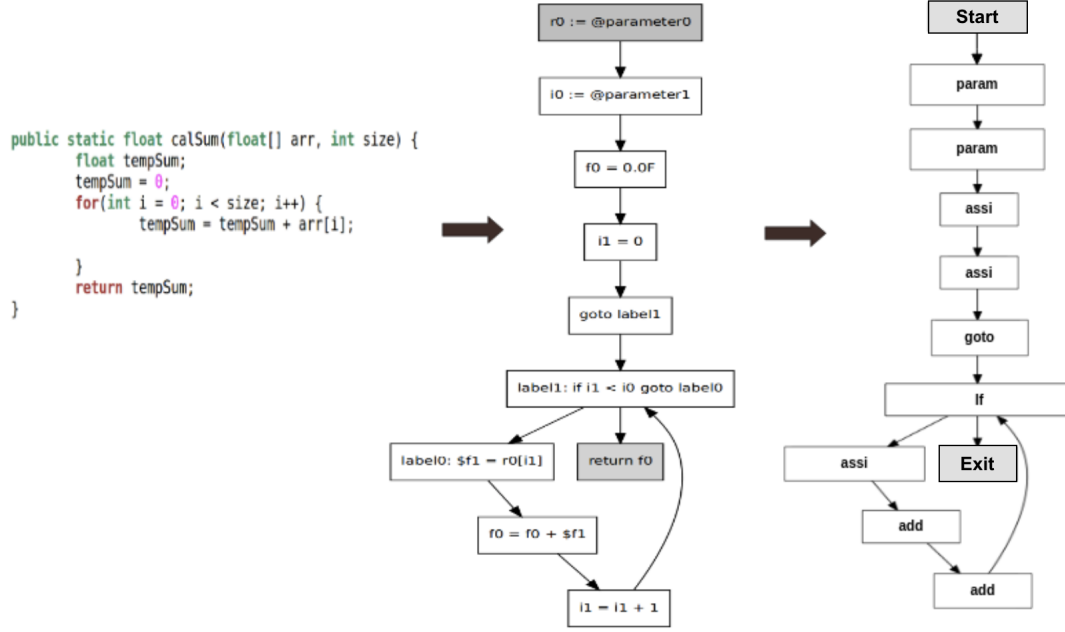 public static float calSum(float[] arr, int size) {
float tempSum;
tempSum = 0;
for(int i = 0; i < size; i++) {
tempSum = tempSum + arr[i];
}
return tempSum;
}
r0 := @parameter0
i0 := @parameter1
f0 = 0.0F
i1 = 0
goto label1
label1: if i1 < i0 goto label0
label0: $f1 = r0[i1]
return f0
f0 = f0 + $f1
i1 = i1 + 1
Start
param
param
assi
assi
goto
If
assi
Exit
add
add